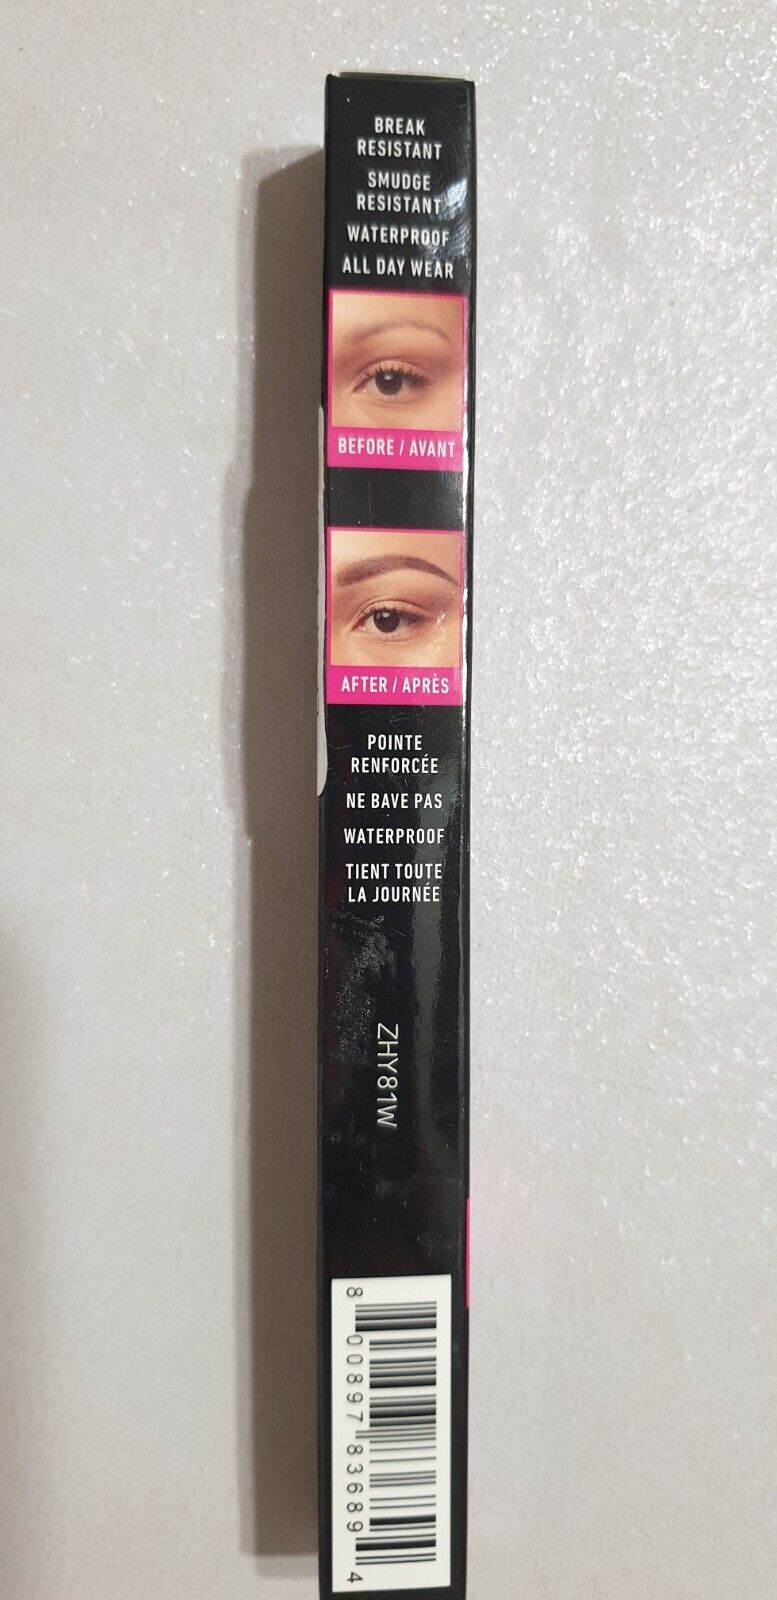 BREAK
RESISTANT
SMUDGE
RESISTANT
WATERPROOF
ALL DAY WEAR
BEFORE / AVANT
AFTER / APRÈS
POINTE
RENFORCÉE
NE BAVE PAS
WATERPROOF
TIENT TOUTE
LA JOURNÉE
ZHY81W
8 00897 83689 4